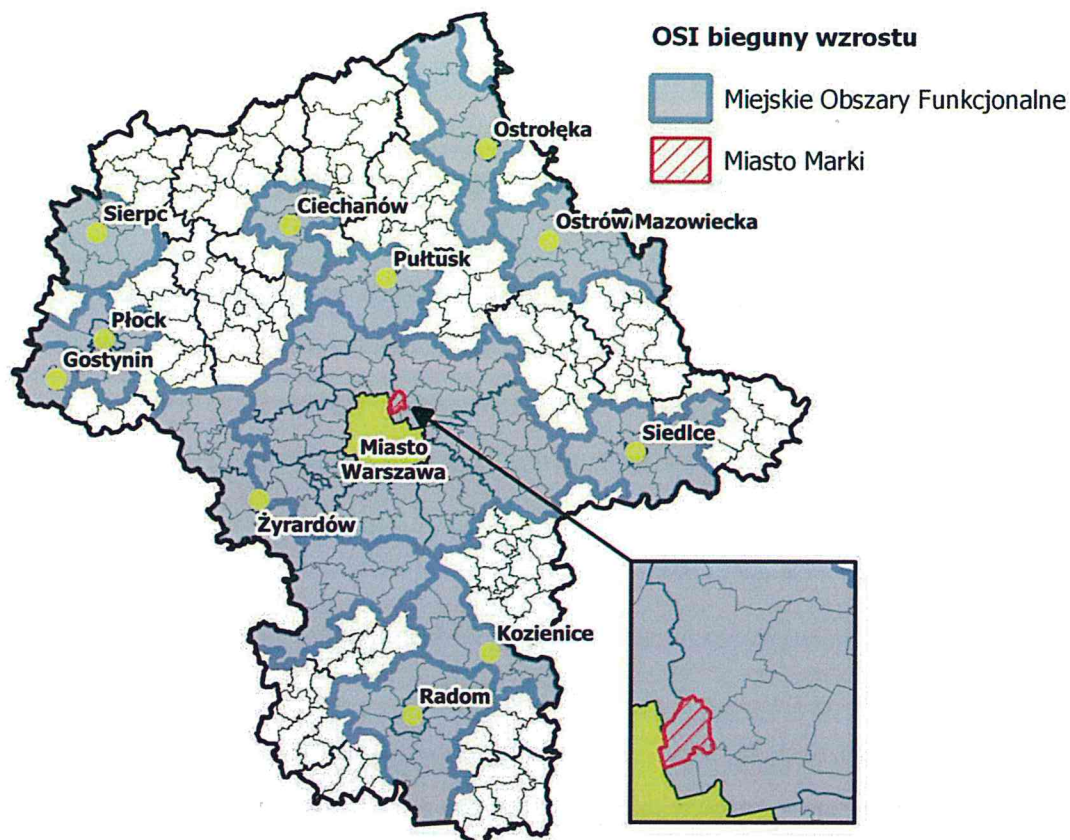 OSI bieguny wzrostu
Miejskie Obszary Funkcjonalne
Miasto Marki
Ostrołęka
Sierpc
Ciechanów
Ostrów Mazowiecka
Pułtusk
Płock
Gostynin
Miasto
Warszawa
Siedlce
Żyrardów
Kozienice
Radom